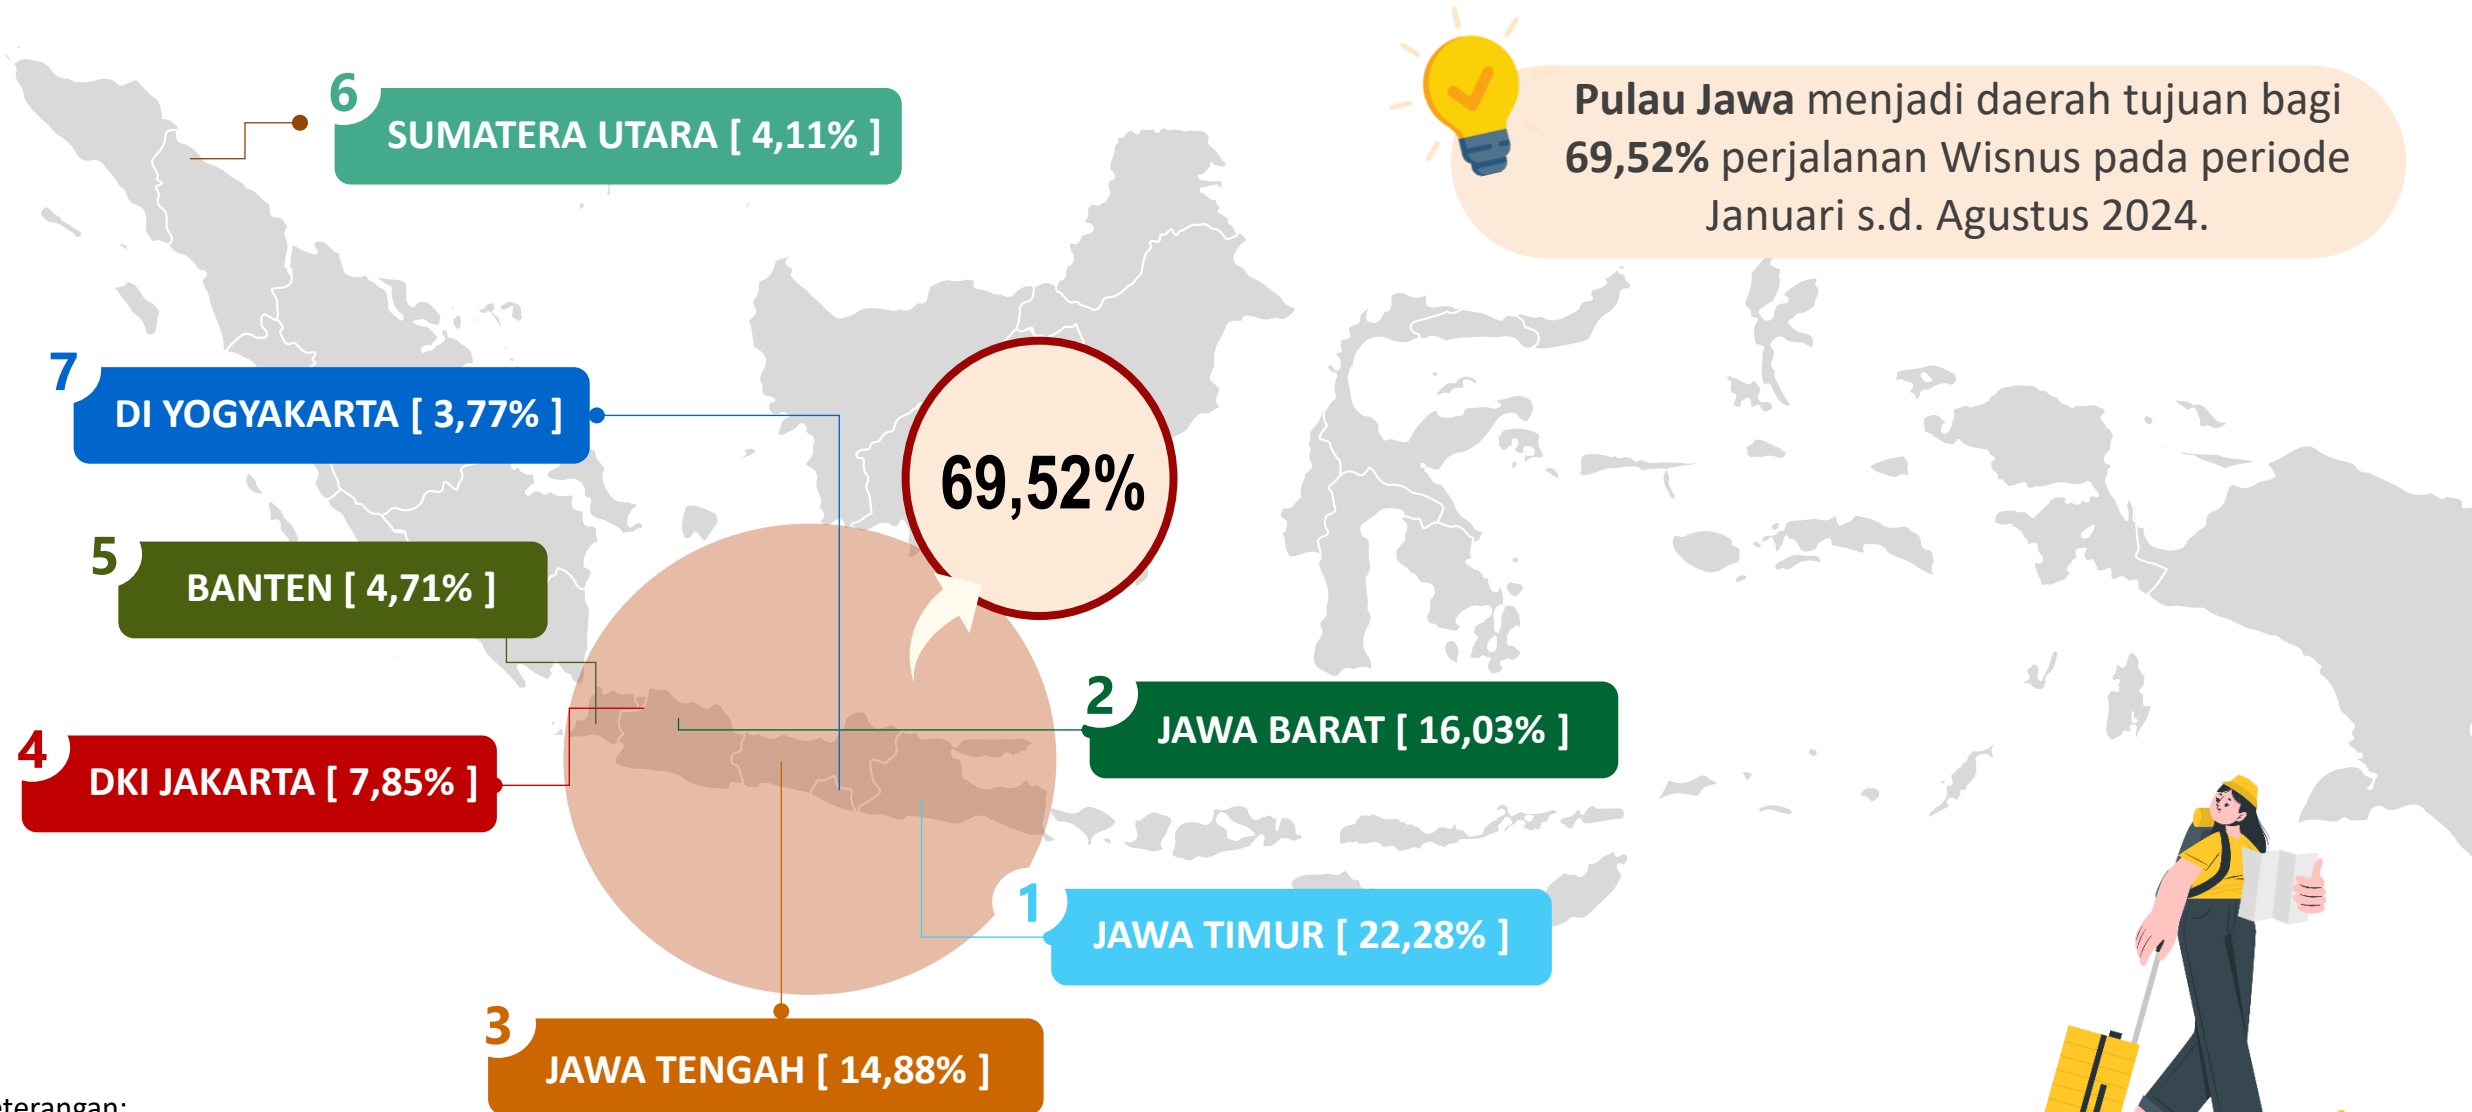 Pulau Jawa menjadi daerah tujuan bagi
69,52% perjalanan Wisnus pada periode
Januari s.d. Agustus 2024.
6
SUMATERA UTARA [ 4,11% ]
7
DI YOGYAKARTA [ 3,77% ]
69,52%
5
BANTEN [ 4,71% ]
2
JAWA BARAT [ 16,03% ]
4
DKI JAKARTA [ 7,85% ]
1
JAWA TIMUR [ 22,28% ]
3
JAWA TENGAH [ 14,88% ]
eterangan: